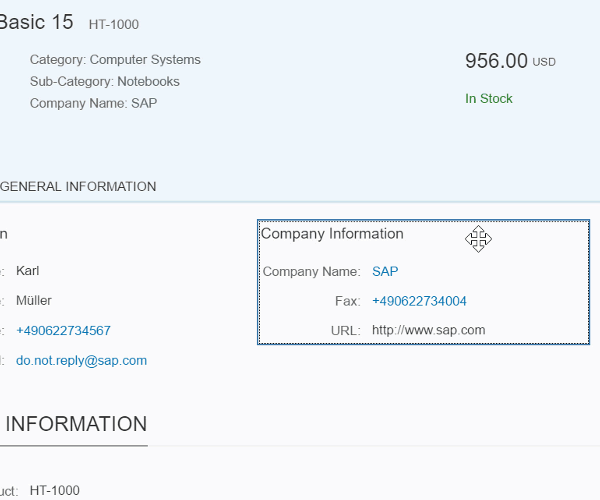 Basic 15 HT-1000
Category: Computer Systems
956.00 USD
Sub-Category: Notebooks
Company Name: SAP
In Stock
GENERAL INFORMATION
Company Information
Karl
Company Name: SAP
Müller
Fax: +490622734004
+490622734567
URL: http://www.sap.com
do.not.reply@sap.com
INFORMATION
HT-1000